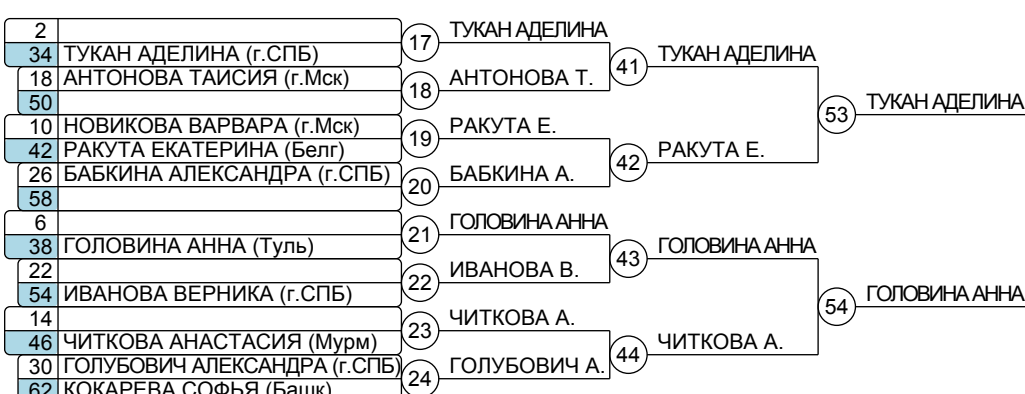 2
34 ТУКАН АДЕЛИНА (г.СПБ)
17 ТУКАН АДЕЛИНА
18 АНТОНОВА ТАИСИЯ (г.Мск)
50
18 АНТОНОВА Т.
41 ТУКАН АДЕЛИНА
10 НОВИКОВА ВАРВАРА (г.Мск)
42 РАКУТА ЕКАТЕРИНА (Белг)
19 РАКУТА Е.
26 БАБКИНА АЛЕКСАНДРА (г.СПБ)
58
20 БАБКИНА А.
42 РАКУТА Е.
53 ТУКАН АДЕЛИНА
6
38 ГОЛОВИНА АННА (Туль)
21 ГОЛОВИНА АННА
22
54 ИВАНОВА ВЕРНИКА (г.СПБ)
22 ИВАНОВА В.
43 ГОЛОВИНА АННА
14
46 ЧИТКОВА АНАСТАСИЯ (Мурм)
23 ЧИТКОВА А.
30 ГОЛУБОВИЧ АЛЕКСАНДРА (г.СПБ)
62 КОКАРЕВА СОФЬЯ (Башк)
24 ГОЛУБОВИЧ А.
44 ЧИТКОВА А.
54 ГОЛОВИНА АННА